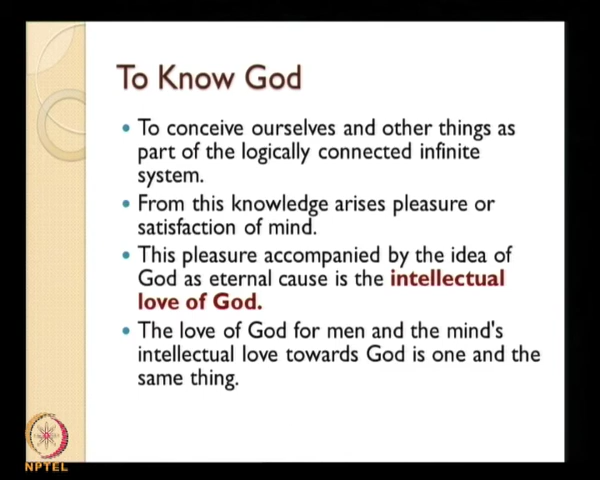 To Know God
• To conceive ourselves and other things as
part of the logically connected infinite
system.
• From this knowledge arises pleasure or
satisfaction of mind.
• This pleasure accompanied by the idea of
God as eternal cause is the intellectual
love of God.
• The love of God for men and the mind's
intellectual love towards God is one and the
same thing.
NPTEL